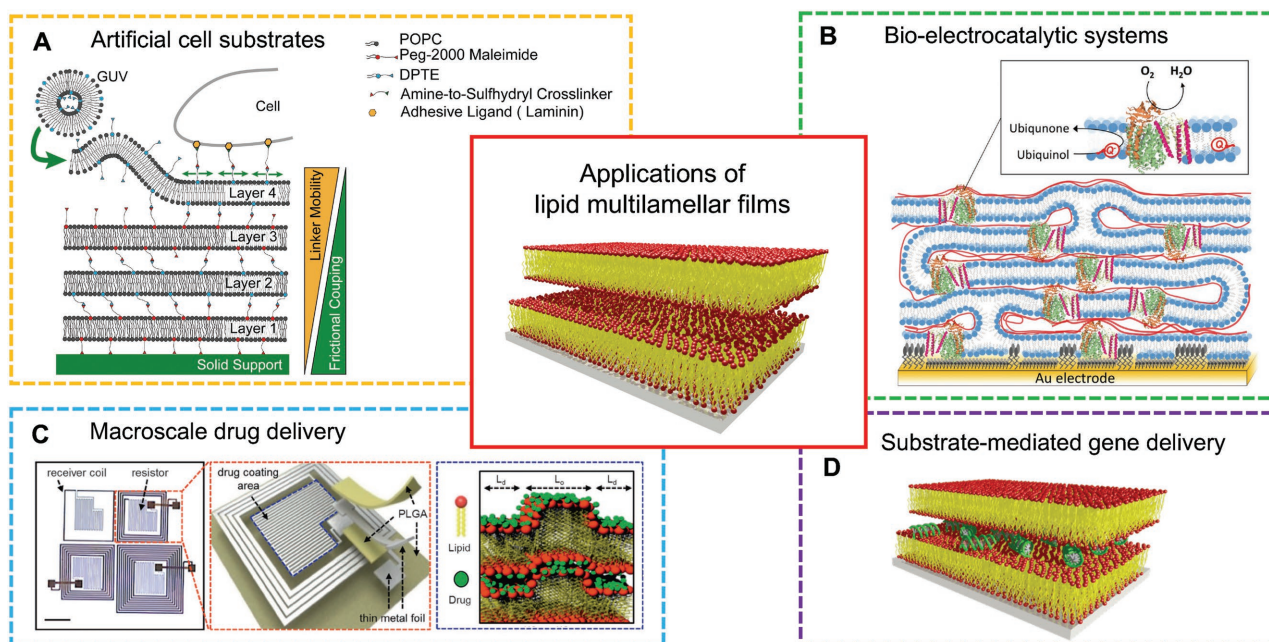 A
Artificial cell substrates
GUV
Cell
POPC
Peg-2000 Maleimide
DPTE
Amine-to-Sulfhydryl Crosslinker
Adhesive Ligand ( Laminin)
Layer 4
Layer 3
Layer 2
Layer 1
Solid Support
Linker Mobility
Frictional Coupling
Applications of
lipid multilamellar films
B
Bio-electrocatalytic systems
O₂
H₂O
Ubiqunone
Ubiquinol
Q
Q
Au electrode
C
Macroscale drug delivery
receiver coil
resistor
drug coating
area
PLGA
thin metal foil
Lipid
Drug
Ld
Lo
Ld
Substrate-mediated gene delivery
D